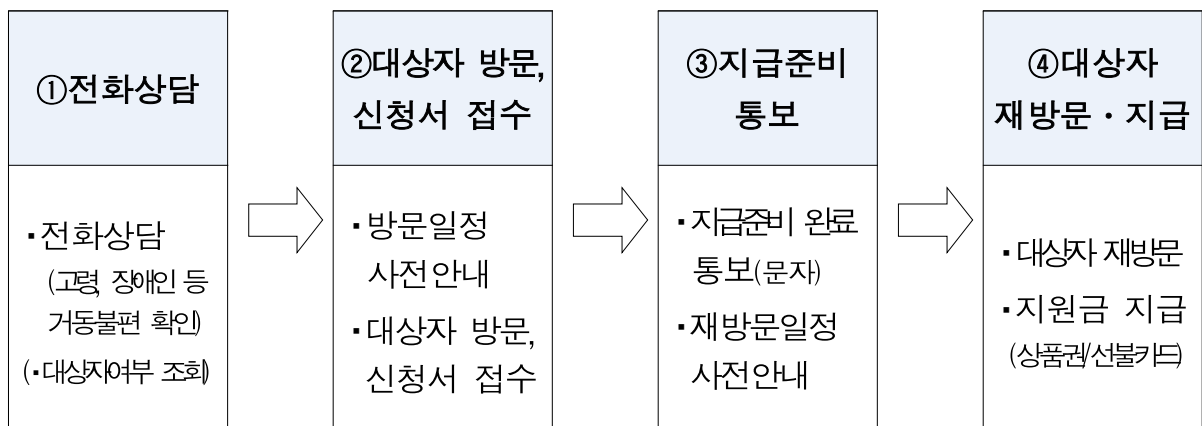 ①전화상담
・전화상담
(고령, 장애인 등
거동불편 확인)
(・대상자여부 조회)
②대상자 방문,
신청서 접수
・방문일정
사전안내
・대상자 방문,
신청서 접수
③지급준비
통보
・지급준비 완료
통보(문자)
・재방문일정
사전안내
④대상자
재방문・지급
・대상자 재방문
・지원금 지급
(상품권/선불카드)